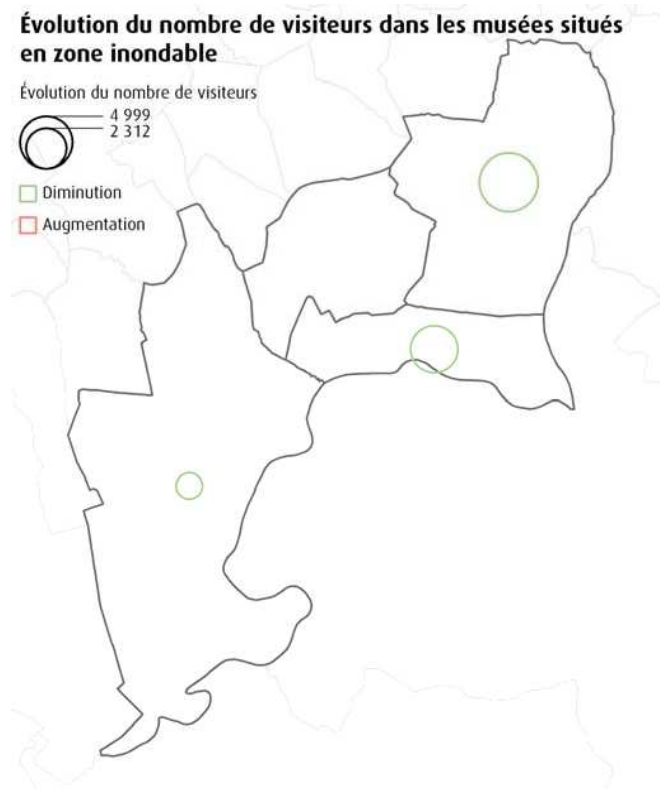 Évolution du nombre de visiteurs dans les musées situés
en zone inondable
Évolution du nombre de visiteurs
4 999
2 312
Diminution
Augmentation